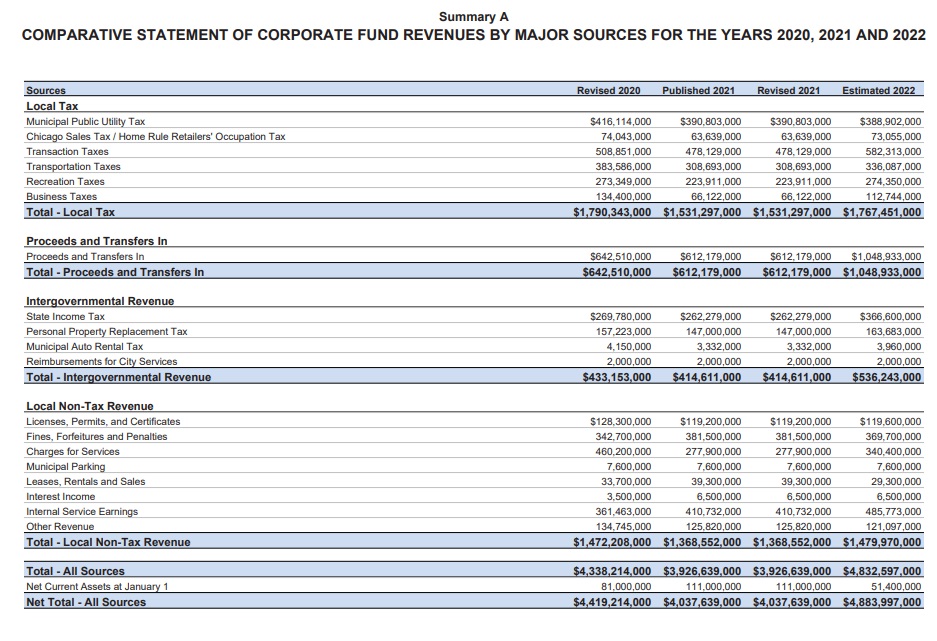 Summary A
COMPARATIVE STATEMENT OF CORPORATE FUND REVENUES BY MAJOR SOURCES FOR THE YEARS 2020, 2021 AND 2022
Sources Revised 2020 Published 2021 Revised 2021 Estimated 2022
Local Tax
Municipal Public Utility Tax $416,114,000 $390,803,000 $390,803,000 $388,902,000
Chicago Sales Tax / Home Rule Retailers' Occupation Tax 74,043,000 63,639,000 63,639,000 73,055,000
Transaction Taxes 508,851,000 478,129,000 478,129,000 582,313,000
Transportation Taxes 383,586,000 308,693,000 308,693,000 336,087,000
Recreation Taxes 273,349,000 223,911,000 223,911,000 274,350,000
Business Taxes 134,400,000 66,122,000 66,122,000 112,744,000
Total - Local Tax $1,790,343,000 $1,531,297,000 $1,531,297,000 $1,767,451,000
Proceeds and Transfers In
Proceeds and Transfers In $642,510,000 $612,179,000 $612,179,000 $1,048,933,000
Total - Proceeds and Transfers In $642,510,000 $612,179,000 $612,179,000 $1,048,933,000
Intergovernmental Revenue
State Income Tax $269,780,000 $262,279,000 $262,279,000 $366,600,000
Personal Property Replacement Tax 157,223,000 147,000,000 147,000,000 163,683,000
Municipal Auto Rental Tax 4,150,000 3,332,000 3,332,000 3,960,000
Reimbursements for City Services 2,000,000 2,000,000 2,000,000 2,000,000
Total - Intergovernmental Revenue $433,153,000 $414,611,000 $414,611,000 $536,243,000
Local Non-Tax Revenue
Licenses, Permits, and Certificates $128,300,000 $119,200,000 $119,200,000 $119,600,000
Fines, Forfeitures and Penalties 342,700,000 381,500,000 381,500,000 369,700,000
Charges for Services 460,200,000 277,900,000 277,900,000 340,400,000
Municipal Parking 7,600,000 7,600,000 7,600,000 7,600,000
Leases, Rentals and Sales 33,700,000 39,300,000 39,300,000 29,300,000
Interest Income 3,500,000 6,500,000 6,500,000 6,500,000
Internal Service Earnings 361,463,000 410,732,000 410,732,000 485,773,000
Other Revenue 134,745,000 125,820,000 125,820,000 121,097,000
Total - Local Non-Tax Revenue $1,472,208,000 $1,368,552,000 $1,368,552,000 $1,479,970,000
Total - All Sources $4,338,214,000 $3,926,639,000 $3,926,639,000 $4,832,597,000
Net Current Assets at January 1 81,000,000 111,000,000 111,000,000 51,400,000
Net Total - All Sources $4,419,214,000 $4,037,639,000 $4,037,639,000 $4,883,997,000